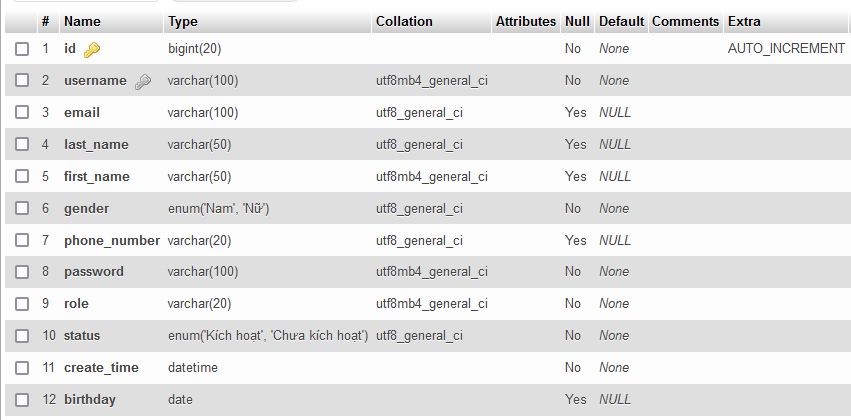 # Name Type Collation Attributes Null Default Comments Extra
1 id bigint(20) No None AUTO_INCREMENT
2 username varchar(100) utf8mb4_general_ci No None
3 email varchar(100) utf8_general_ci Yes NULL
4 last_name varchar(50) utf8_general_ci Yes NULL
5 first_name varchar(50) utf8mb4_general_ci Yes NULL
6 gender enum('Nam', 'Nữ') utf8_general_ci No None
7 phone_number varchar(20) utf8_general_ci Yes NULL
8 password varchar(100) utf8mb4_general_ci No None
9 role varchar(20) utf8mb4_general_ci No None
10 status enum('Kích hoạt', 'Chưa kích hoạt') utf8_general_ci No None
11 create_time datetime No None
12 birthday date Yes NULL